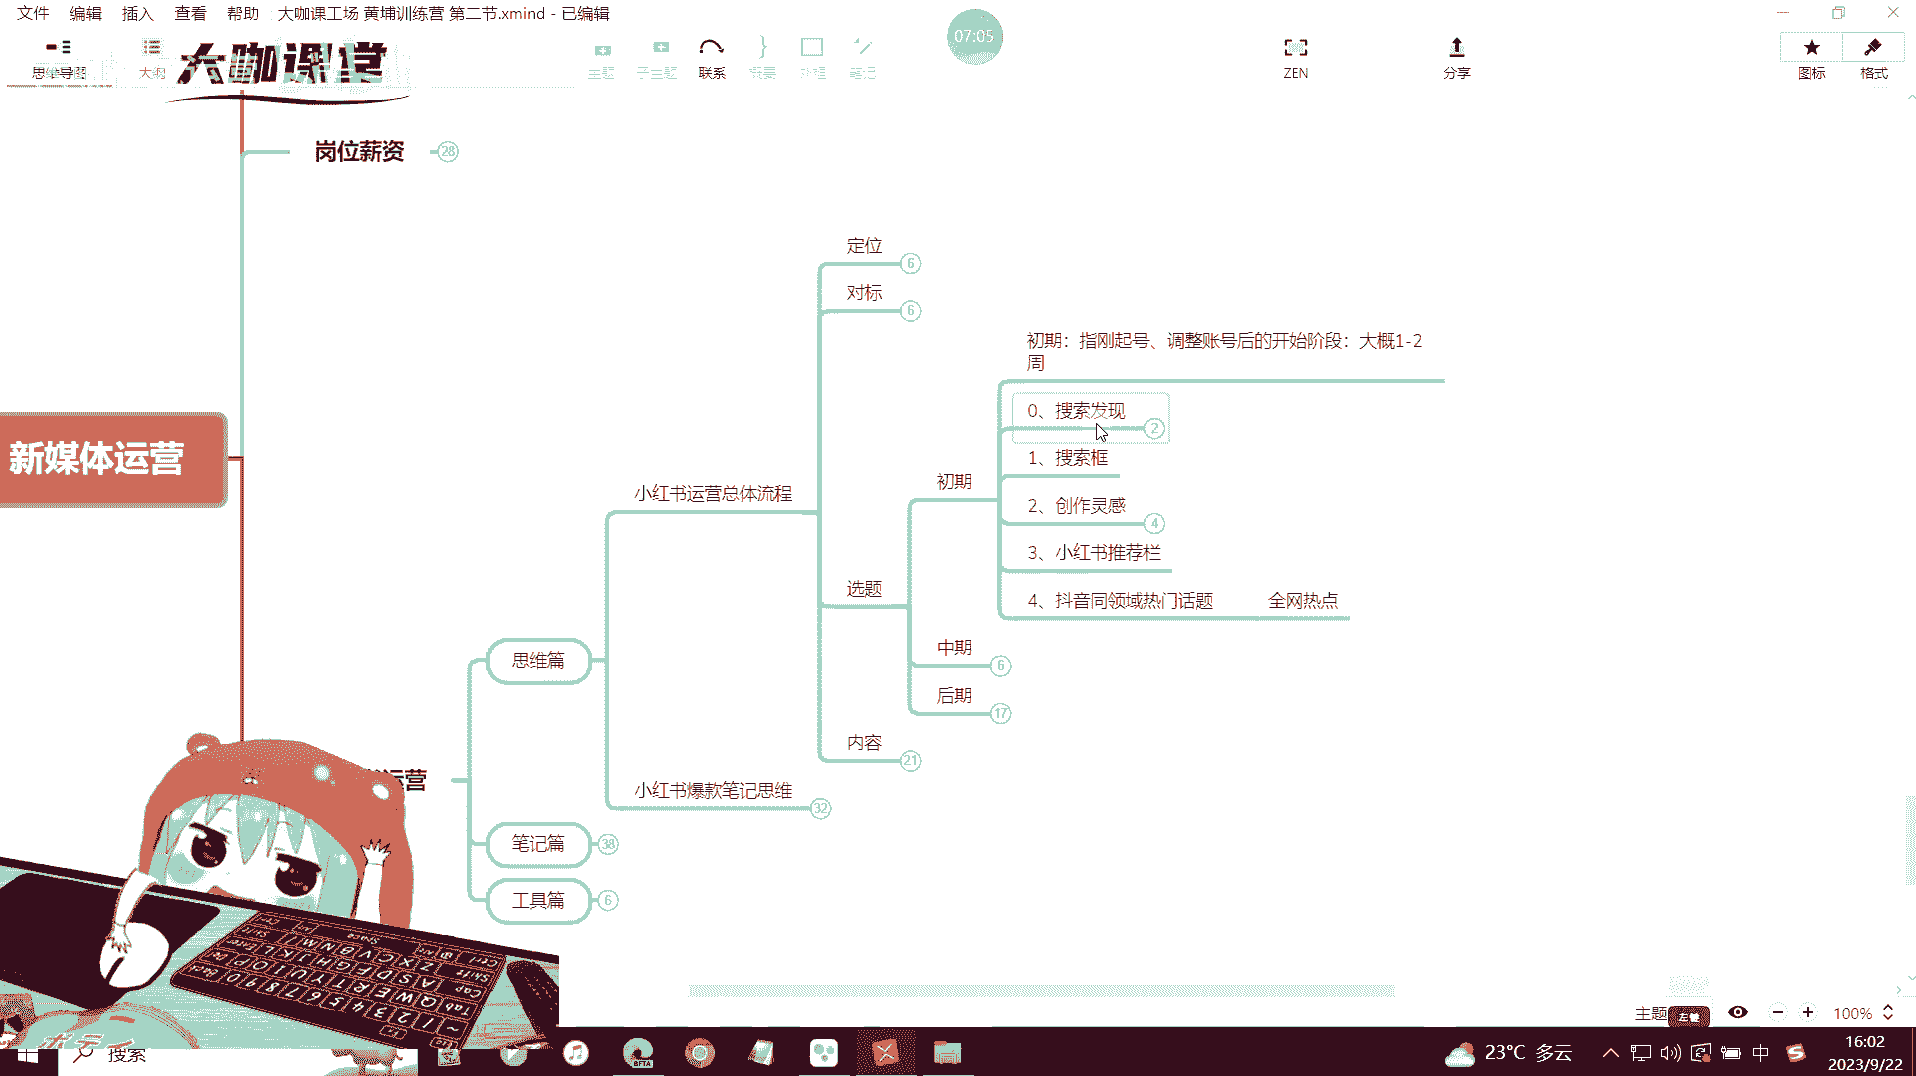 文件 编辑 插入 查看 帮助 大咖课工场 黄埔训练营 第二节.xmind - 已编辑
思维导图 大纲 大咖课堂 主题 子主题 联系 概要 外框 笔记 07:05 ZEN 分享 图标 格式
岗位薪资 28
定位 6
对标 6
初期：指刚起号、调整账号后的开始阶段：大概1-2
周
0、搜索发现 2
1、搜索框
新媒体运营
初期
小红书运营总体流程
2、创作灵感 4
3、小红书推荐栏
选题
4、抖音同领域热门话题 全网热点
中期 6
思维篇
后期 17
内容 21
运营
小红书爆款笔记思维 32
笔记篇 38
工具篇 6
主题 100%
搜索
BETA
23°C 多云 中 16:02
2023/9/22